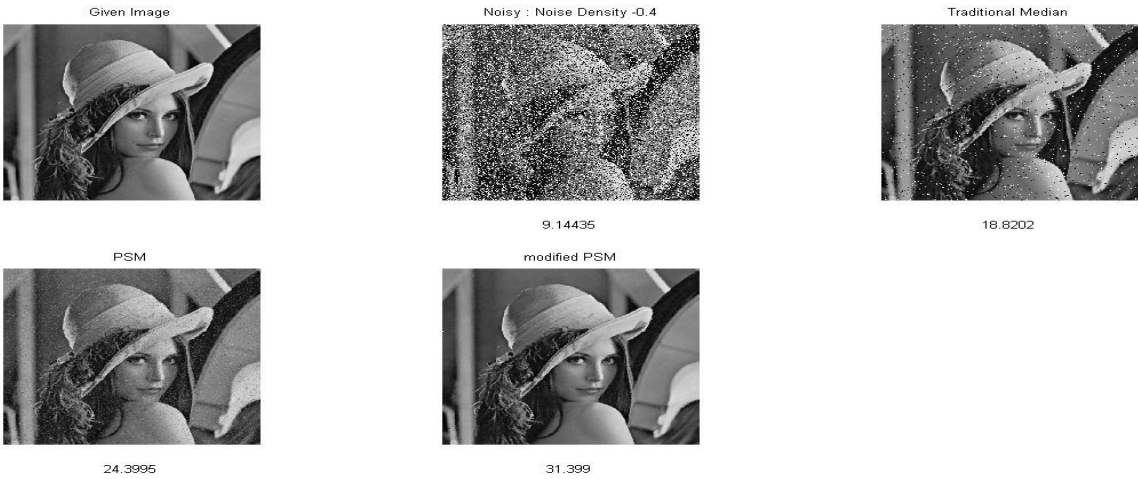 Given Image
Noisy : Noise Density -0.4
Traditional Median
9.14435
18.8202
PSM
modified PSM
24.3995
31.399